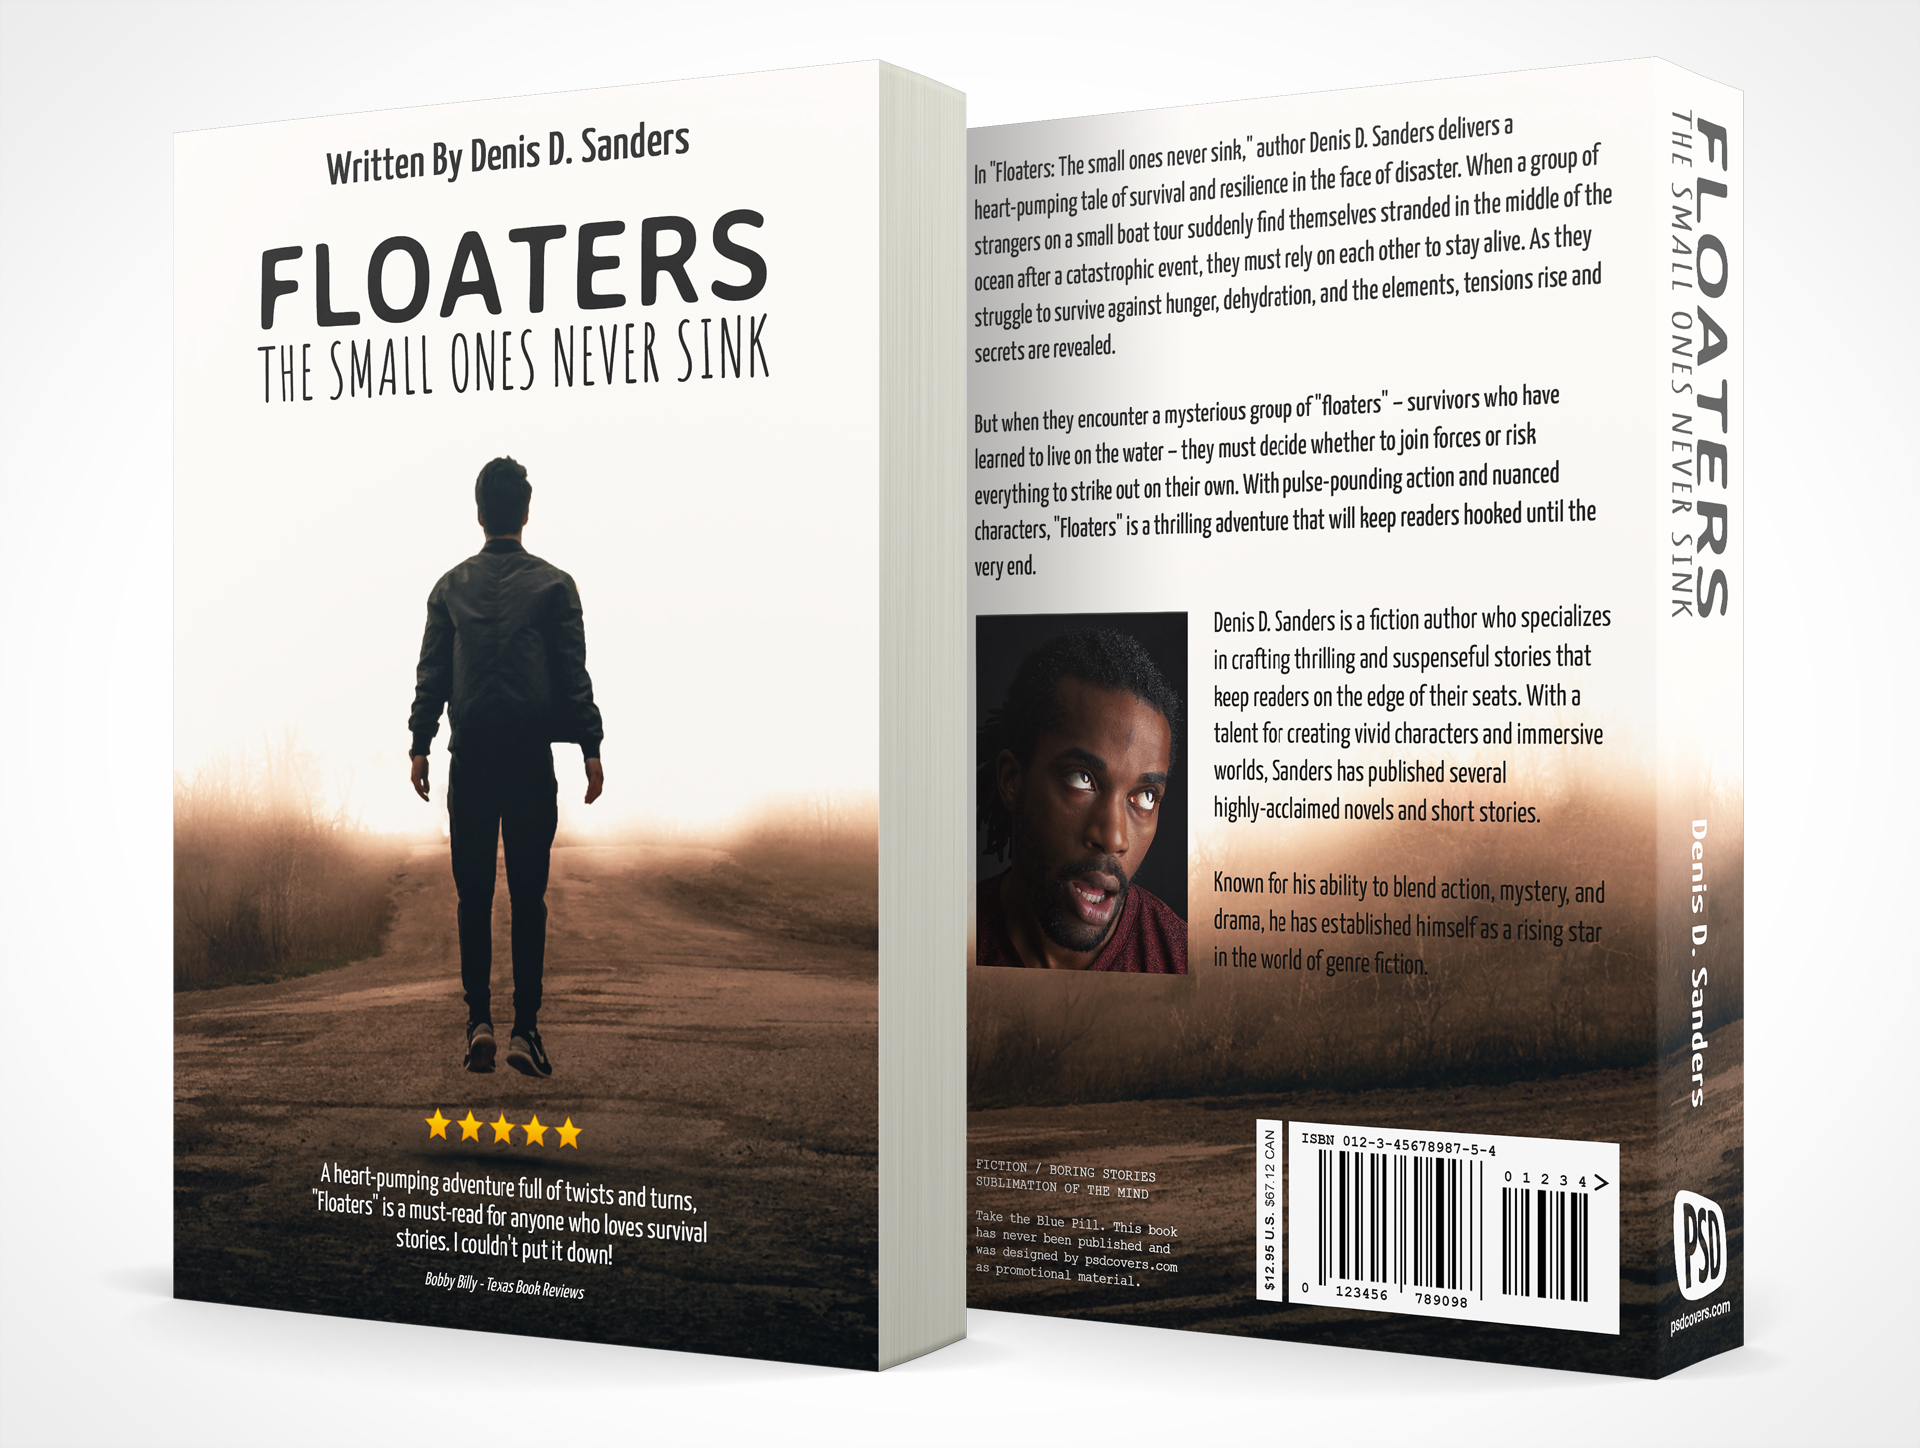 Written By Denis D. Sanders
FLOATERS
THE SMALL ONES NEVER SINK
A heart-pumping adventure full of twists and turns,
"Floaters" is a must-read for anyone who loves survival
stories. I couldn't put it down!
Bobby Billy - Texas Book Reviews
In "Floaters: The small ones never sink," author Denis D. Sanders delivers a
heart-pumping tale of survival and resilience in the face of disaster. When a group of
strangers on a small boat tour suddenly find themselves stranded in the middle of the
ocean after a catastrophic event, they must rely on each other to stay alive. As they
struggle to survive against hunger, dehydration, and the elements, tensions rise and
secrets are revealed.
But when they encounter a mysterious group of "floaters" – survivors who have
learned to live on the water – they must decide whether to join forces or risk
everything to strike out on their own. With pulse-pounding action and nuanced
characters, "Floaters" is a thrilling adventure that will keep readers hooked until the
very end.
Denis D. Sanders is a fiction author who specializes
in crafting thrilling and suspenseful stories that
keep readers on the edge of their seats. With a
talent for creating vivid characters and immersive
worlds, Sanders has published several
highly-acclaimed novels and short stories.
Known for his ability to blend action, mystery, and
drama, he has established himself as a rising star
in the world of genre fiction.
FICTION / BORING STORIES
SUBLIMATION OF THE MIND
Take the Blue Pill. This book
has never been published and
was designed by psdcovers.com
as promotional material.
$12.95 U.S. $67.12 CAN
ISBN 012-3-45678987-5-4
0 1 2 3 4 >
0 123456 789098
FLOATERS
THE SMALL ONES NEVER SINK
Denis D. Sanders
PSD
psdcovers.com